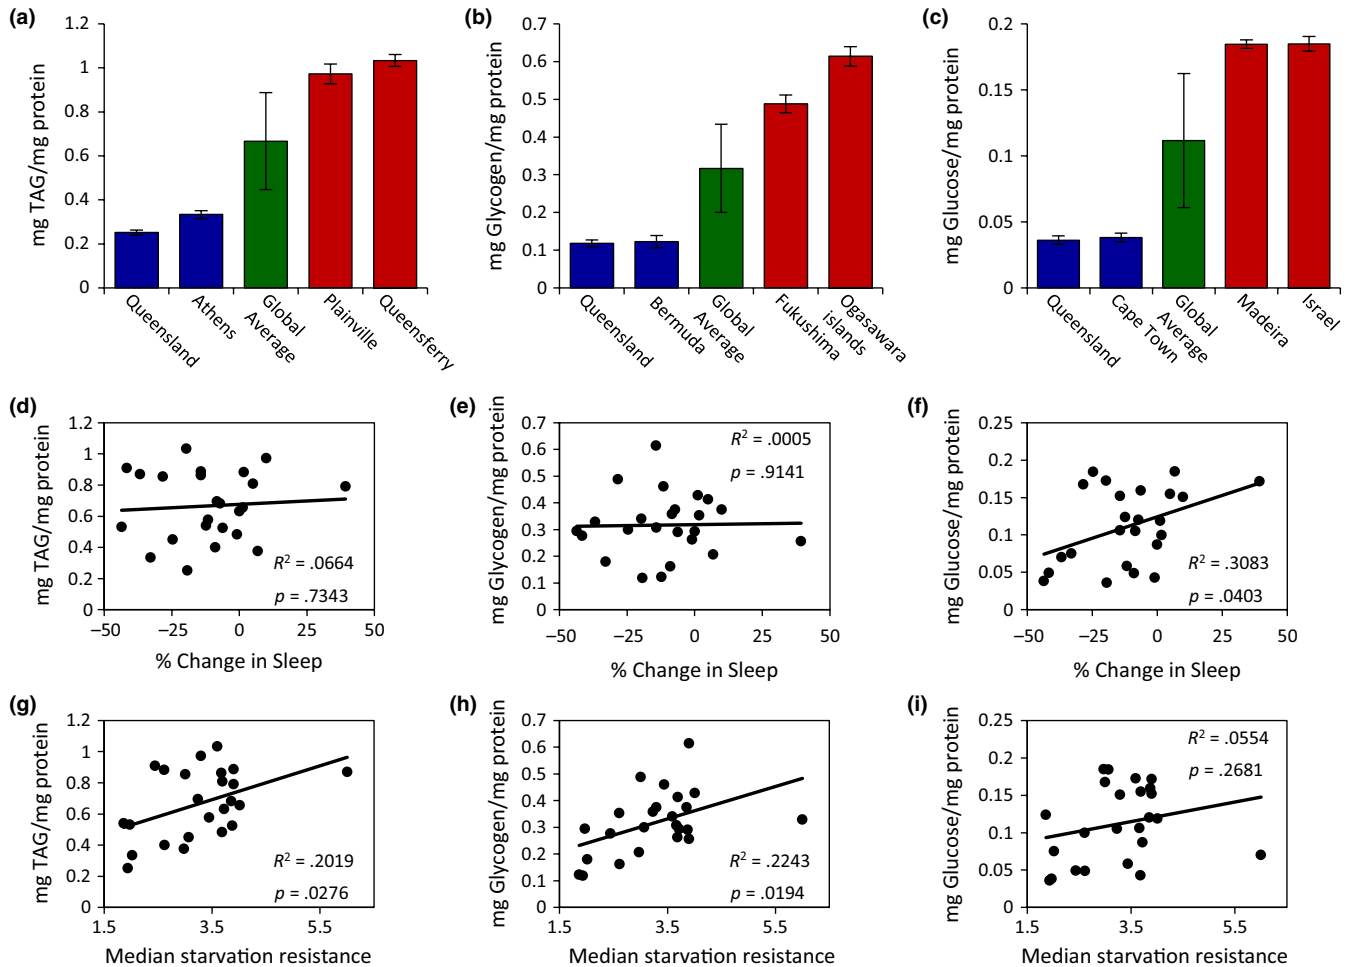 (a)
1.2
1
0.8
0.6
0.4
0.2
0
mg TAG/mg protein
Queensland
Athens
Global
Average
Plainville
Queensferry
(b)
0.7
0.6
0.5
0.4
0.3
0.2
0.1
0
mg Glycogen/mg protein
Queensland
Bermuda
Global
Average
Fukushima
Ogasawara
islands
(c)
0.2
0.15
0.1
0.05
0
mg Glucose/mg protein
Queensland
Cape Town
Global
Average
Madeira
Israel
(d)
1.2
1
0.8
0.6
0.4
0.2
0
mg TAG/mg protein
R² = .0664
p = .7343
–50
–25
0
25
50
% Change in Sleep
(e)
0.7
0.6
0.5
0.4
0.3
0.2
0.1
0
mg Glycogen/mg protein
R² = .0005
p = .9141
–50
–25
0
25
50
% Change in Sleep
(f)
0.25
0.2
0.15
0.1
0.05
0
mg Glucose/mg protein
R² = .3083
p = .0403
–50
–25
0
25
50
% Change in Sleep
(g)
1.2
1
0.8
0.6
0.4
0.2
0
mg TAG/mg protein
R² = .2019
p = .0276
1.5
3.5
5.5
Median starvation resistance
(h)
0.7
0.6
0.5
0.4
0.3
0.2
0.1
0
mg Glycogen/mg protein
R² = .2243
p = .0194
1.5
3.5
5.5
Median starvation resistance
(i)
0.25
0.2
0.15
0.1
0.05
0
mg Glucose/mg protein
R² = .0554
p = .2681
1.5
3.5
5.5
Median starvation resistance